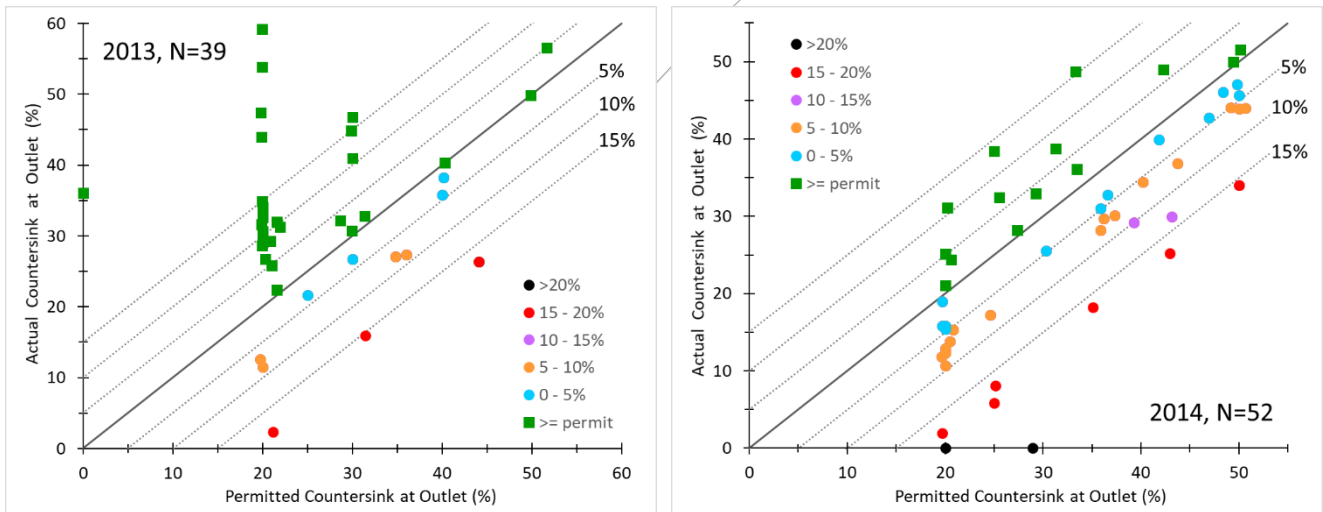 2013, N=39
Actual Countersink at Outlet (%)
60
50
40
30
20
10
0
5%
10%
15%
>20%
15 - 20%
10 - 15%
5 - 10%
0 - 5%
>= permit
0 10 20 30 40 50 60
Permitted Countersink at Outlet (%)
Actual Countersink at Outlet (%)
50
40
30
20
10
0
>20%
15 - 20%
10 - 15%
5 - 10%
0 - 5%
>= permit
5%
10%
15%
2014, N=52
0 10 20 30 40 50
Permitted Countersink at Outlet (%)